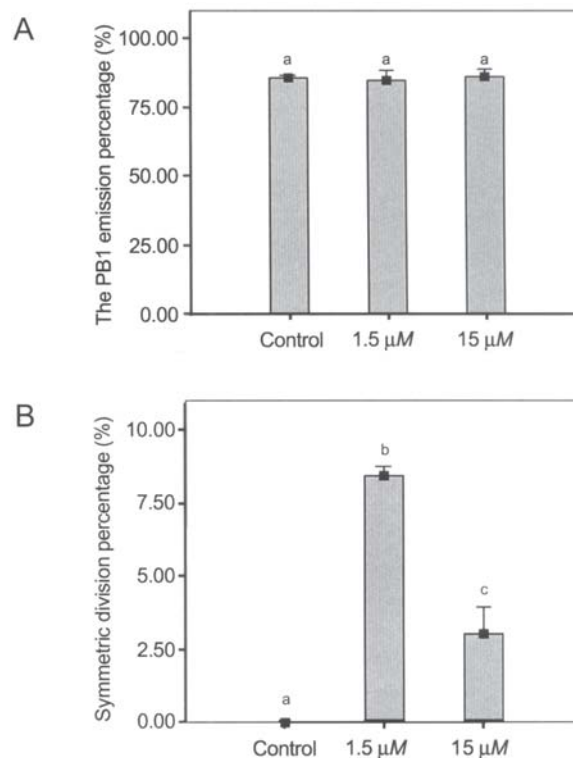 A
The PB1 emission percentage (%)
100.00
75.00
50.00
25.00
0.00
a
a
a
Control
1.5 μM
15 μM
B
Symmetric division percentage (%)
10.00
7.50
5.00
2.50
0.00
a
b
c
Control
1.5 μM
15 μM